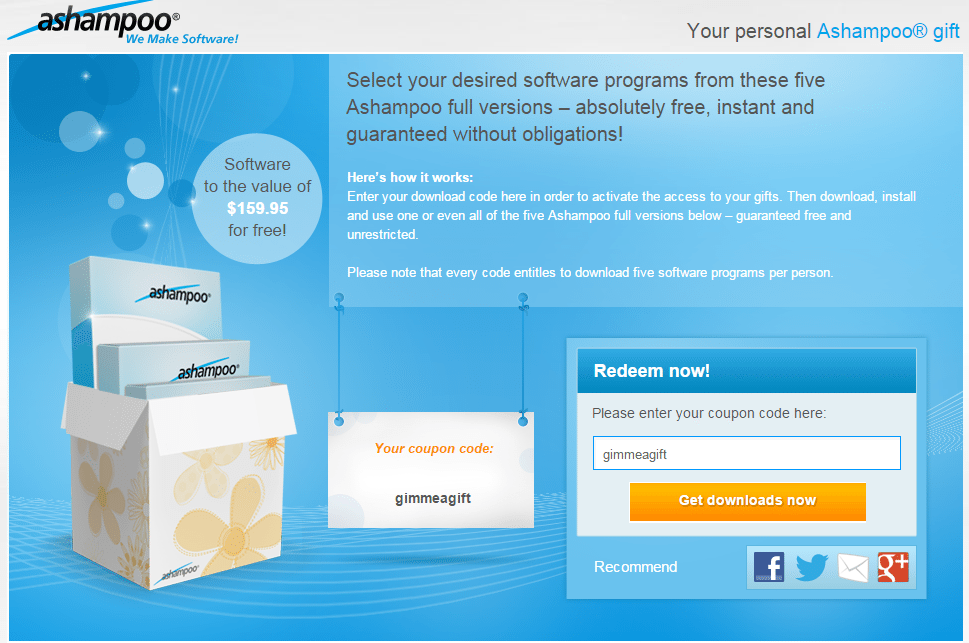 ashampoo®
We Make Software!
Your personal Ashampoo® gift
Select your desired software programs from these five
Ashampoo full versions – absolutely free, instant and
guaranteed without obligations!
Software
to the value of
$159.95
for free!
Here's how it works:
Enter your download code here in order to activate the access to your gifts. Then download, install
and use one or even all of the five Ashampoo full versions below – guaranteed free and
unrestricted.
Please note that every code entitles to download five software programs per person.
ashampoo®
ashampoo®
ashampoo®
Your coupon code:
gimmeagift
Redeem now!
Please enter your coupon code here:
gimmeagift
Get downloads now
Recommend
f
g+